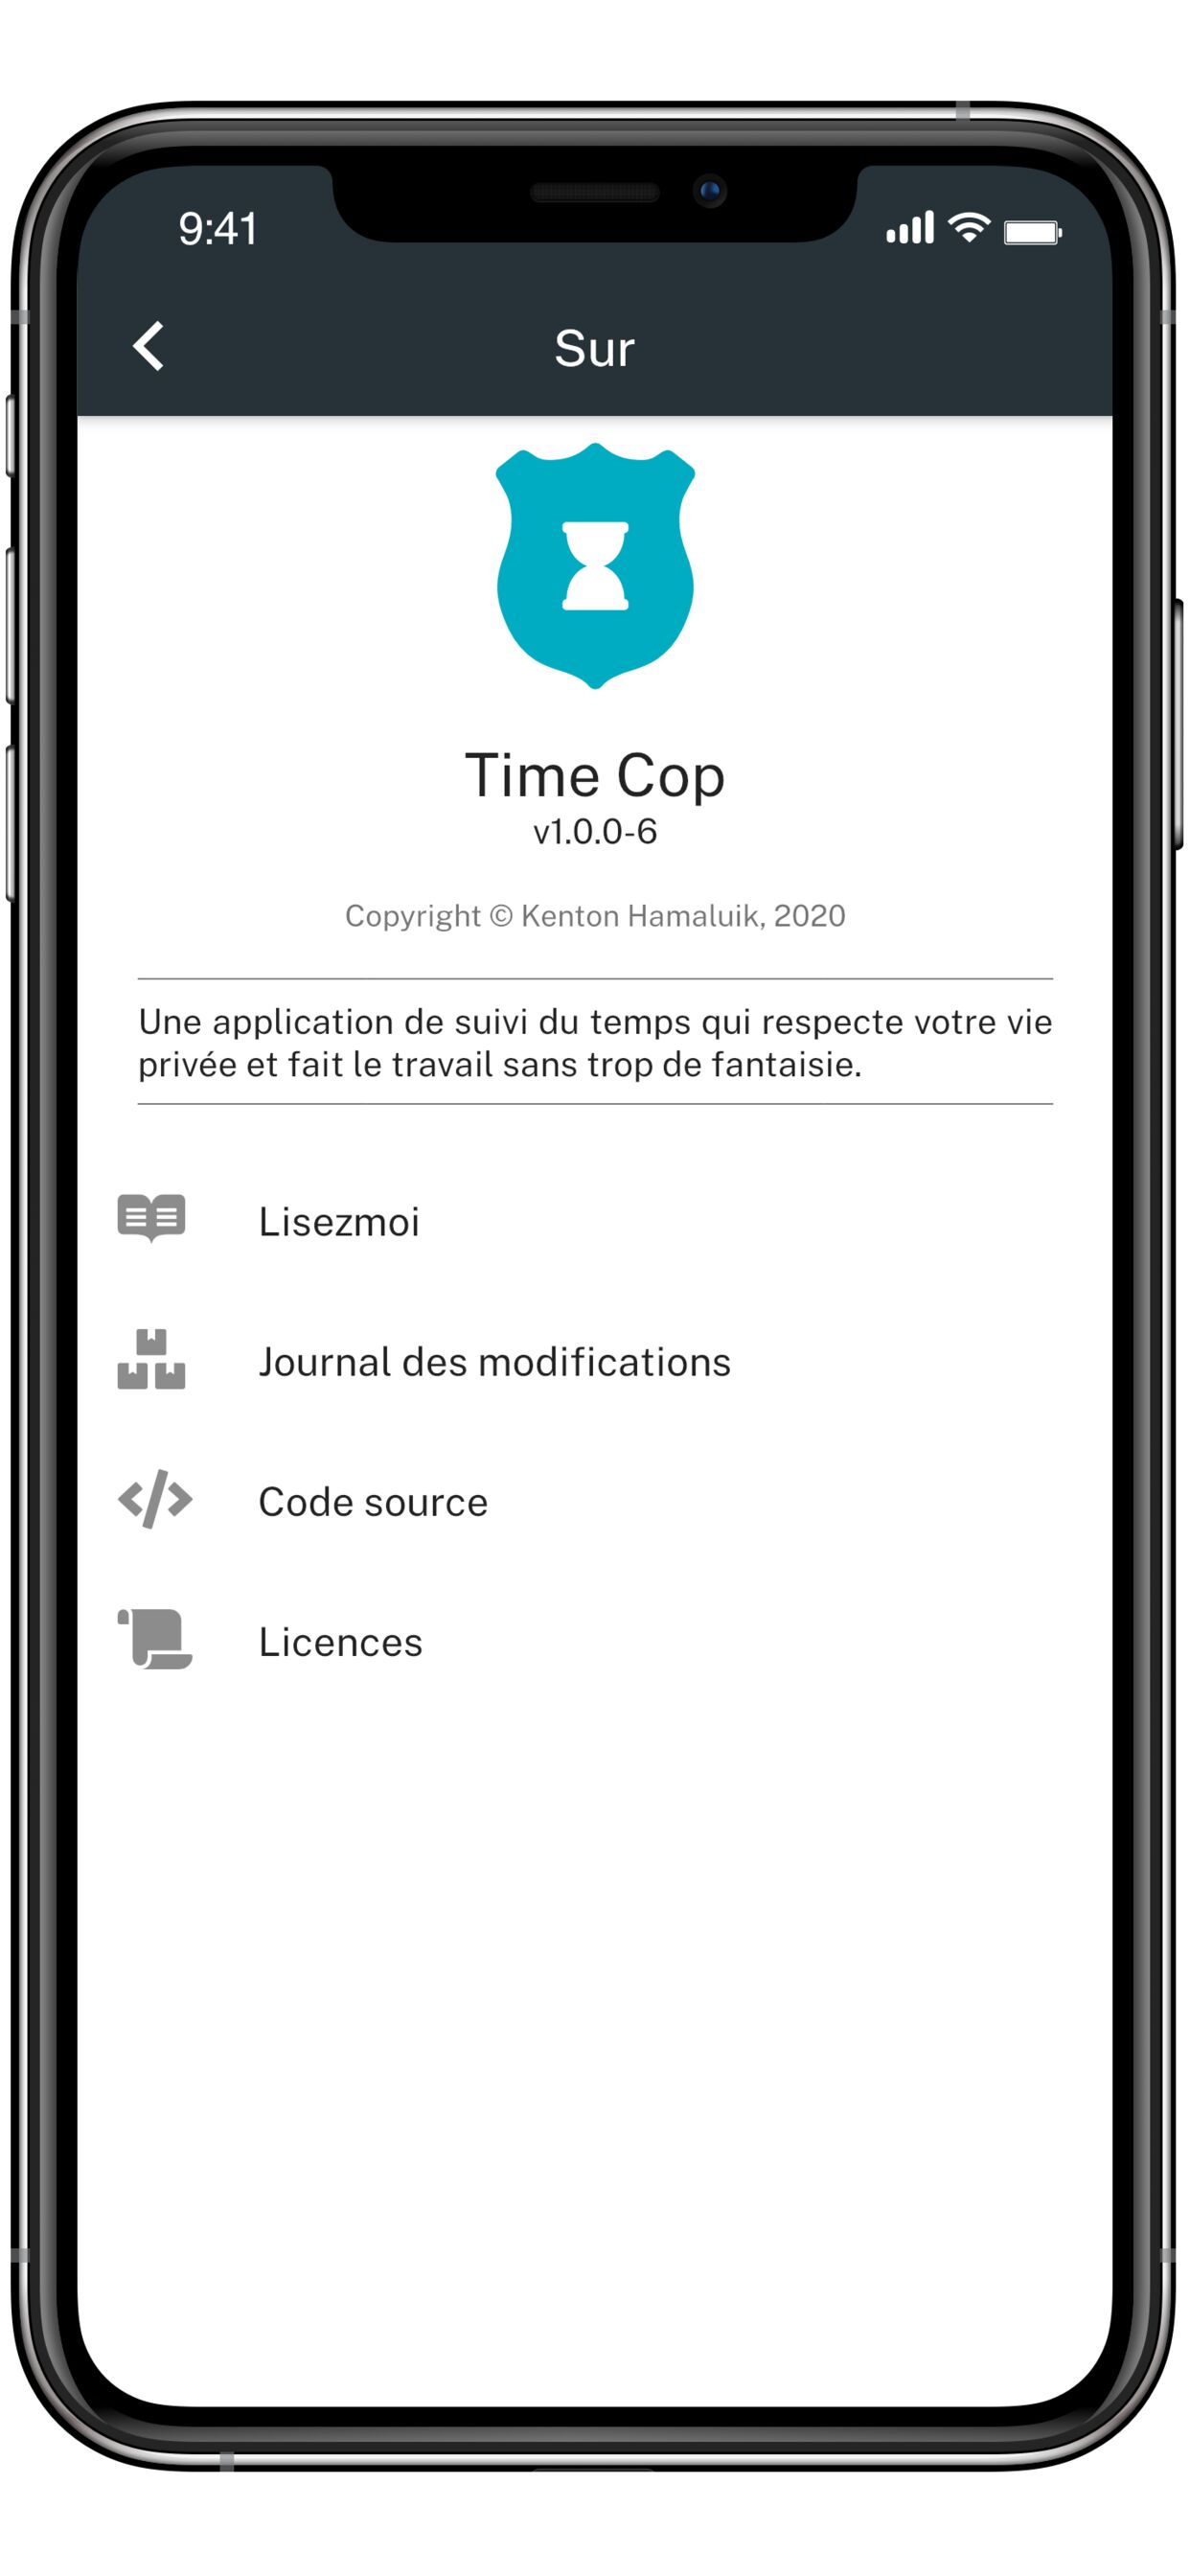 9:41
Sur
Time Cop
v1.0.0-6
Copyright © Kenton Hamaluik, 2020
Une application de suivi du temps qui respecte votre vie
privée et fait le travail sans trop de fantaisie.
Lisezmoi
Journal des modifications
Code source
Licences